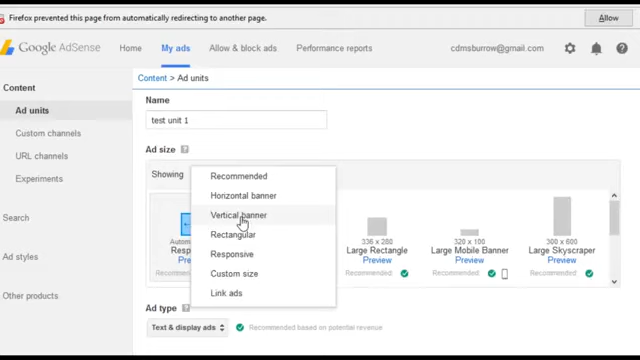 Firefox prevented this page from automatically redirecting to another page.
Allow
Google AdSense
Home
My ads
Allow & block ads
Performance reports
cdmsburrow@gmail.com
Content
Content > Ad units
Ad units
Custom channels
URL channels
Experiments
Search
Ad styles
Other products
Name
test unit 1
Ad size
Showing
Recommended
Horizontal banner
Vertical banner
Rectangular
Responsive
Custom size
Link ads
336 x 280
Large Rectangle
Preview
Recommended:
320 x 100
Large Mobile Banner
Preview
Recommended:
300 x 600
Large Skyscraper
Preview
Recommended:
Ad type
Text & display ads
Recommended based on potential revenue